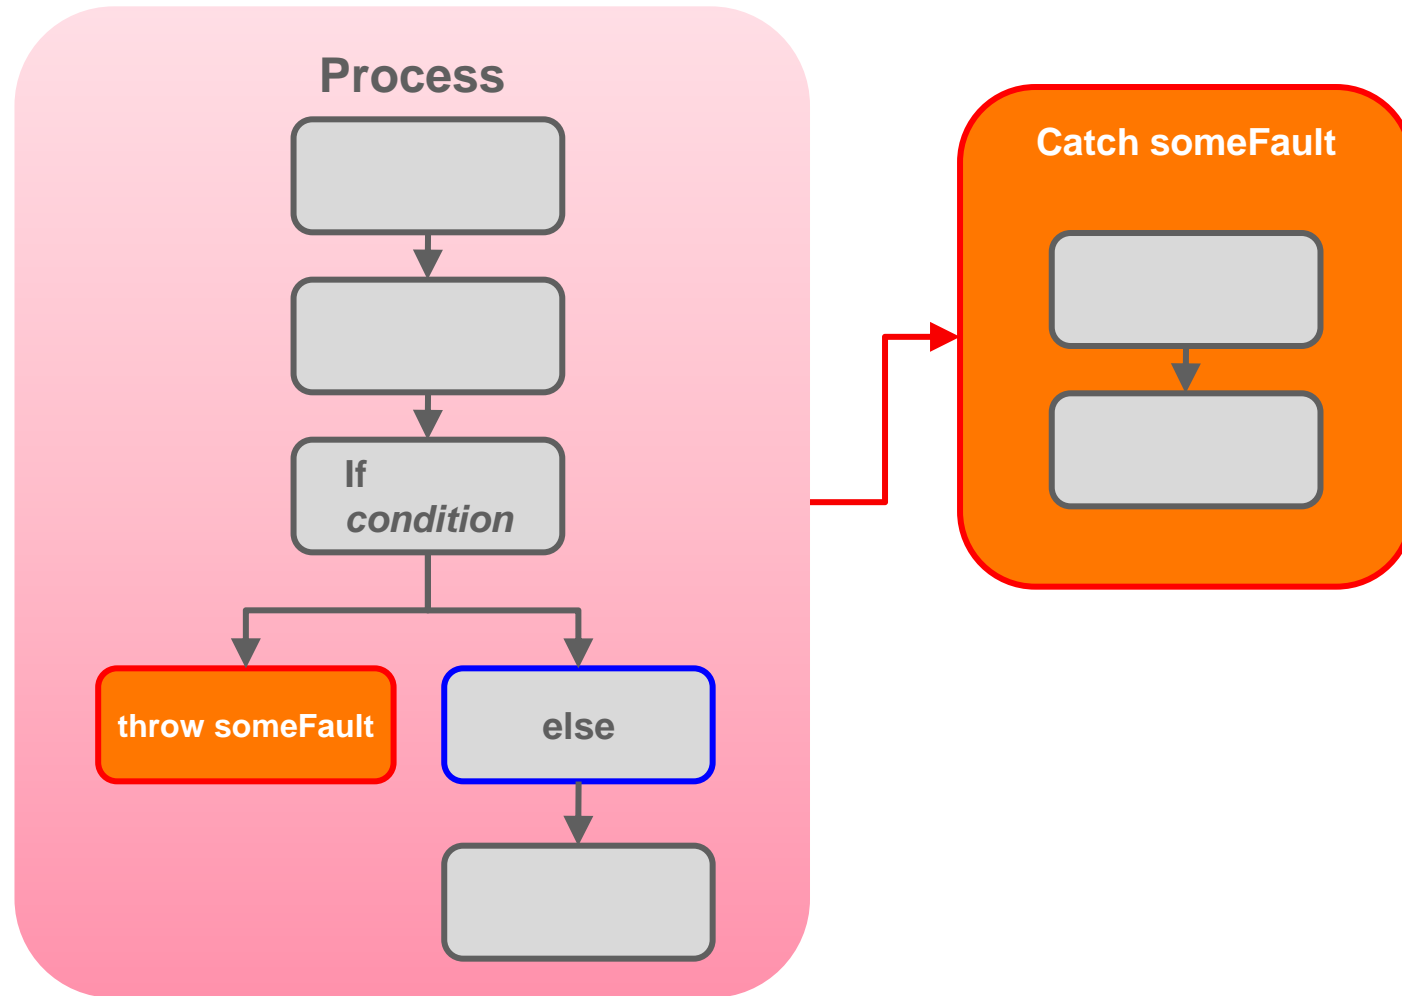 Process
Catch someFault
If
condition
throw someFault
else